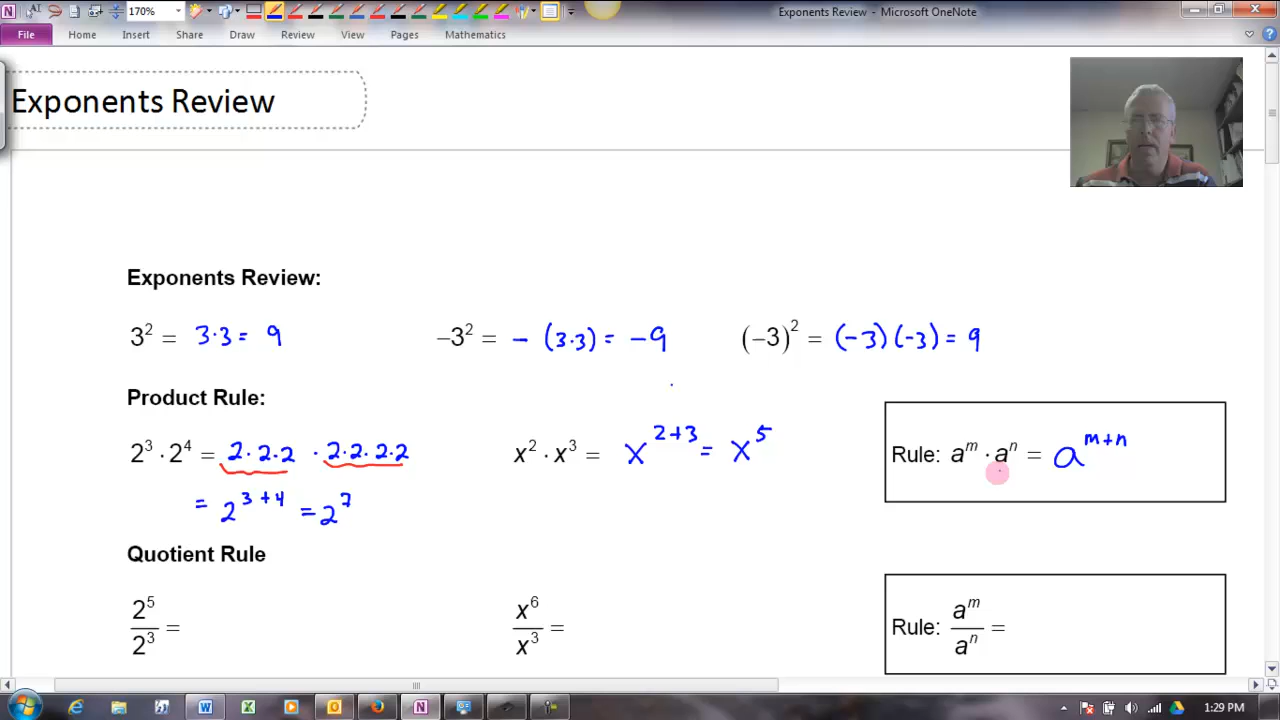 170%
Exponents Review - Microsoft OneNote
File Home Insert Share Draw Review View Pages Mathematics
Exponents Review
Exponents Review:
3² = 3·3 = 9
−3² = − (3·3) = −9
(−3)² = (−3)(−3) = 9
Product Rule:
2³ · 2⁴ = 2·2·2 · 2·2·2·2
= 2³⁺⁴ = 2⁷
x² · x³ = x²⁺³ = x⁵
Rule: aᵐ · aⁿ = aᵐ⁺ⁿ
Quotient Rule
2⁵/2³ =
x⁶/x³ =
Rule: aᵐ/aⁿ =
1:29 PM